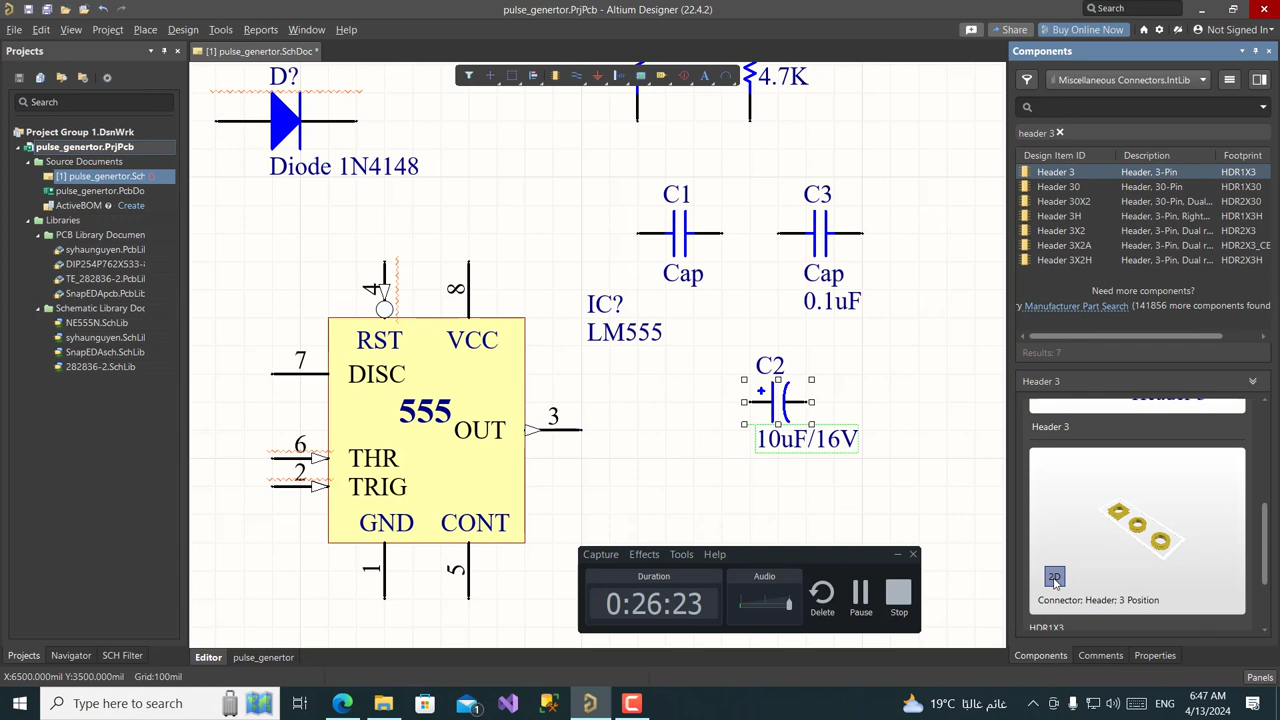 pulse_genertor.PrjPcb - Altium Designer (22.4.2)
Search
File Edit View Project Place Design Tools Reports Window Help
Share Buy Online Now Not Signed In
Projects
[1] pulse_genertor.SchDoc *
Components
Miscellaneous Connectors.IntLib
Search
header 3
Design Item ID Description Footprint
Header 3 Header, 3-Pin HDR1X3
Header 30 Header, 30-Pin HDR1X30
Header 30X2 Header, 30-Pin, Dual... HDR2X30
Header 3H Header, 3-Pin, Right... HDR1X3H
Header 3X2 Header, 3-Pin, Dual r... HDR2X3
Header 3X2A Header, 3-Pin, Dual r... HDR2X3_CE
Header 3X2H Header, 3-Pin, Dual r... HDR2X3H
Need more components?
Manufacturer Part Search (141856 more components found
Results: 7
Header 3
Header 3
2D
Connector; Header; 3 Position
HDR1X3
Components Comments Properties
Panels
Project Group 1.DsnWrk
pulse_genertor.PrjPcb
Source Documents
[1] pulse_genertor.Sch
pulse_genertor.PcbDo
ActiveBOM Create
Libraries
PCB Library Document
syhaunguyen.PcbLil
DIP254P762X533-8
TE_282836-2.PcbLib
SnapEDApcb.PcbLib
Schematic Library Doc
NE555N.SchLib
syhaunguyen.SchLib
SnapEDAsch.SchLib
282836-2.SchLib
Projects Navigator SCH Filter
D?
Diode 1N4148
4.7K
C1
Cap
C3
Cap
0.1uF
IC?
LM555
C2
10uF/16V
4
8
RST
VCC
7
DISC
555
OUT
3
6
THR
2
TRIG
GND
CONT
1
5
Capture Effects Tools Help
Duration
0:26:23
Audio
Delete Pause Stop
Editor pulse_genertor
X:6500.000mil Y:3500.000mil Grid:100mil
Type here to search
1
19°C غائم غالبًا
ENG
6:47 AM
4/13/2024